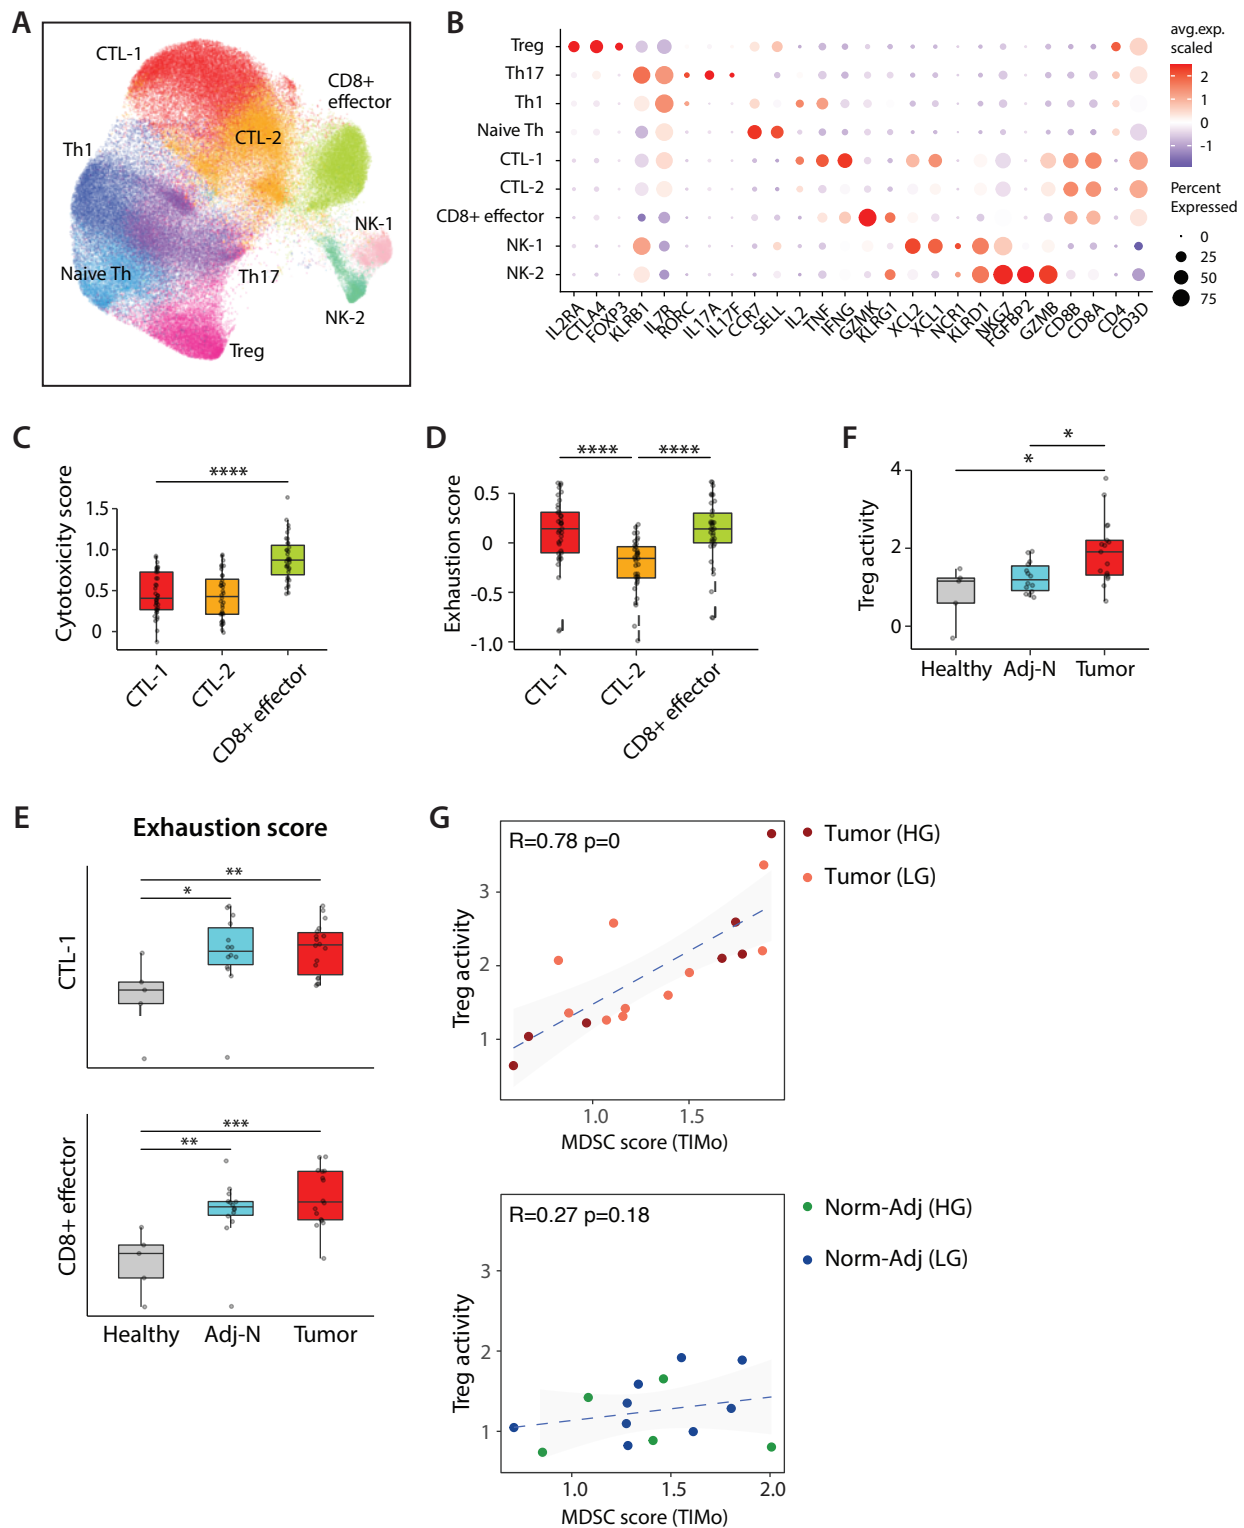 A
CTL-1
CD8+
effector
CTL-2
Th1
NK-1
Naive Th
Th17
NK-2
Treg
B
Treg
Th17
Th1
Naive Th
CTL-1
CTL-2
CD8+ effector
NK-1
NK-2
IL2RA
CTLA4
FOXP3
KLRB1
IL7R
RORC
IL17A
IL17F
CCR7
SELL
IL2
TNF
IFNG
GZMK
KLRG1
XCL2
XCL1
NCR1
KLRD1
NKG7
FGFBP2
GZMB
CD8B
CD8A
CD4
CD3D
avg.exp.
scaled
2
1
0
-1
Percent
Expressed
0
25
50
75
C
Cytotoxicity score
1.5
1.0
0.5
0
****
CTL-1
CTL-2
CD8+ effector
D
Exhaustion score
0.5
0
-0.5
-1.0
**** ****
CTL-1
CTL-2
CD8+ effector
F
Treg activity
4
2
0
*
*
Healthy Adj-N Tumor
E
Exhaustion score
CTL-1
**
*
CD8+ effector
***
**
Healthy Adj-N Tumor
G
R=0.78 p=0
Treg activity
3
2
1
1.0 1.5
MDSC score (TIMo)
Tumor (HG)
Tumor (LG)
R=0.27 p=0.18
Treg activity
3
2
1
1.0 1.5 2.0
MDSC score (TIMo)
Norm-Adj (HG)
Norm-Adj (LG)